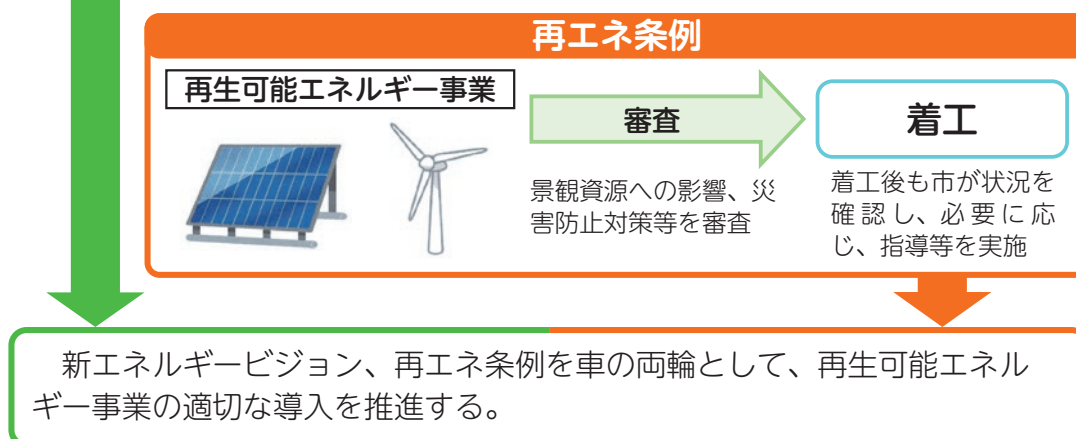 再エネ条例
再生可能エネルギー事業
審査
景観資源への影響、災
害防止対策等を審査
着工
着工後も市が状況を
確認し、必要に応
じ、指導等を実施
新エネルギービジョン、再エネ条例を車の両輪として、再生可能エネル
ギー事業の適切な導入を推進する。